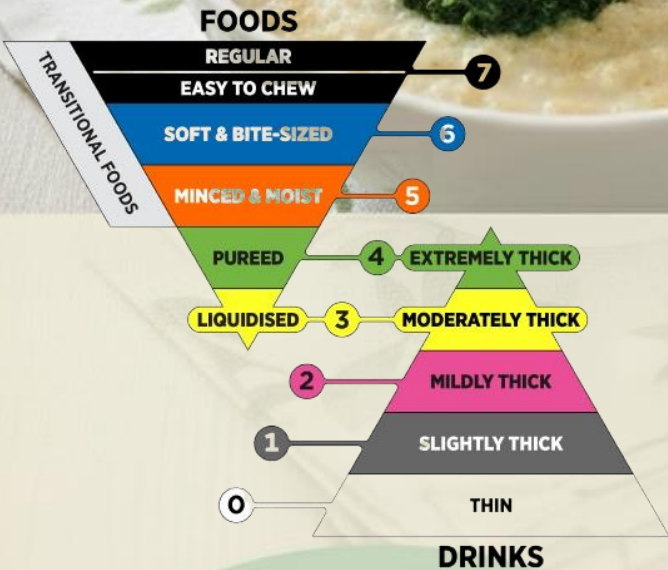 FOODS
REGULAR
7
EASY TO CHEW
TRANSITIONAL FOODS
SOFT & BITE-SIZED
6
MINCED & MOIST
5
PUREED
4
EXTREMELY THICK
LIQUIDISED
3
MODERATELY THICK
2
MILDLY THICK
1
SLIGHTLY THICK
0
THIN
DRINKS